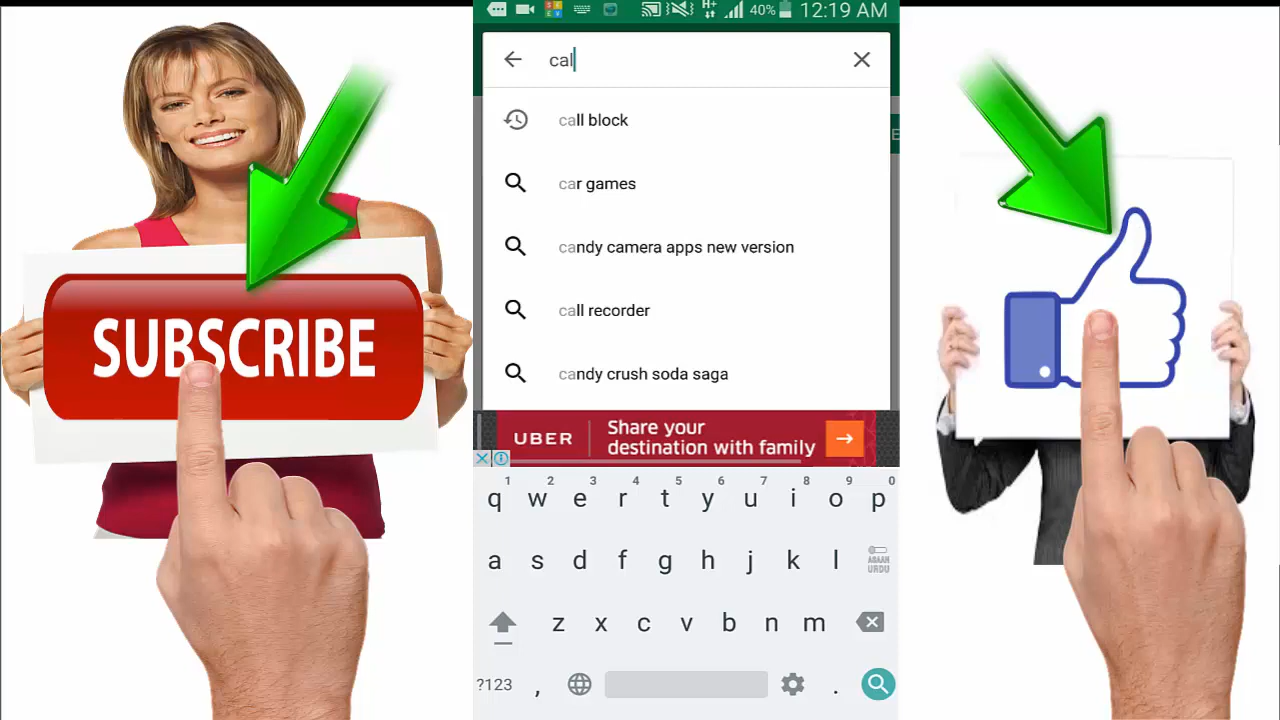 40% 12:19 AM
cal
call block
car games
candy camera apps new version
call recorder
candy crush soda saga
SUBSCRIBE
UBER
Share your
destination with family
1 2 3 4 5 6 7 8 9 0
q w e r t y u i o p
a s d f g h j k l
ASAAN
URDU
z x c v b n m
?123 , .